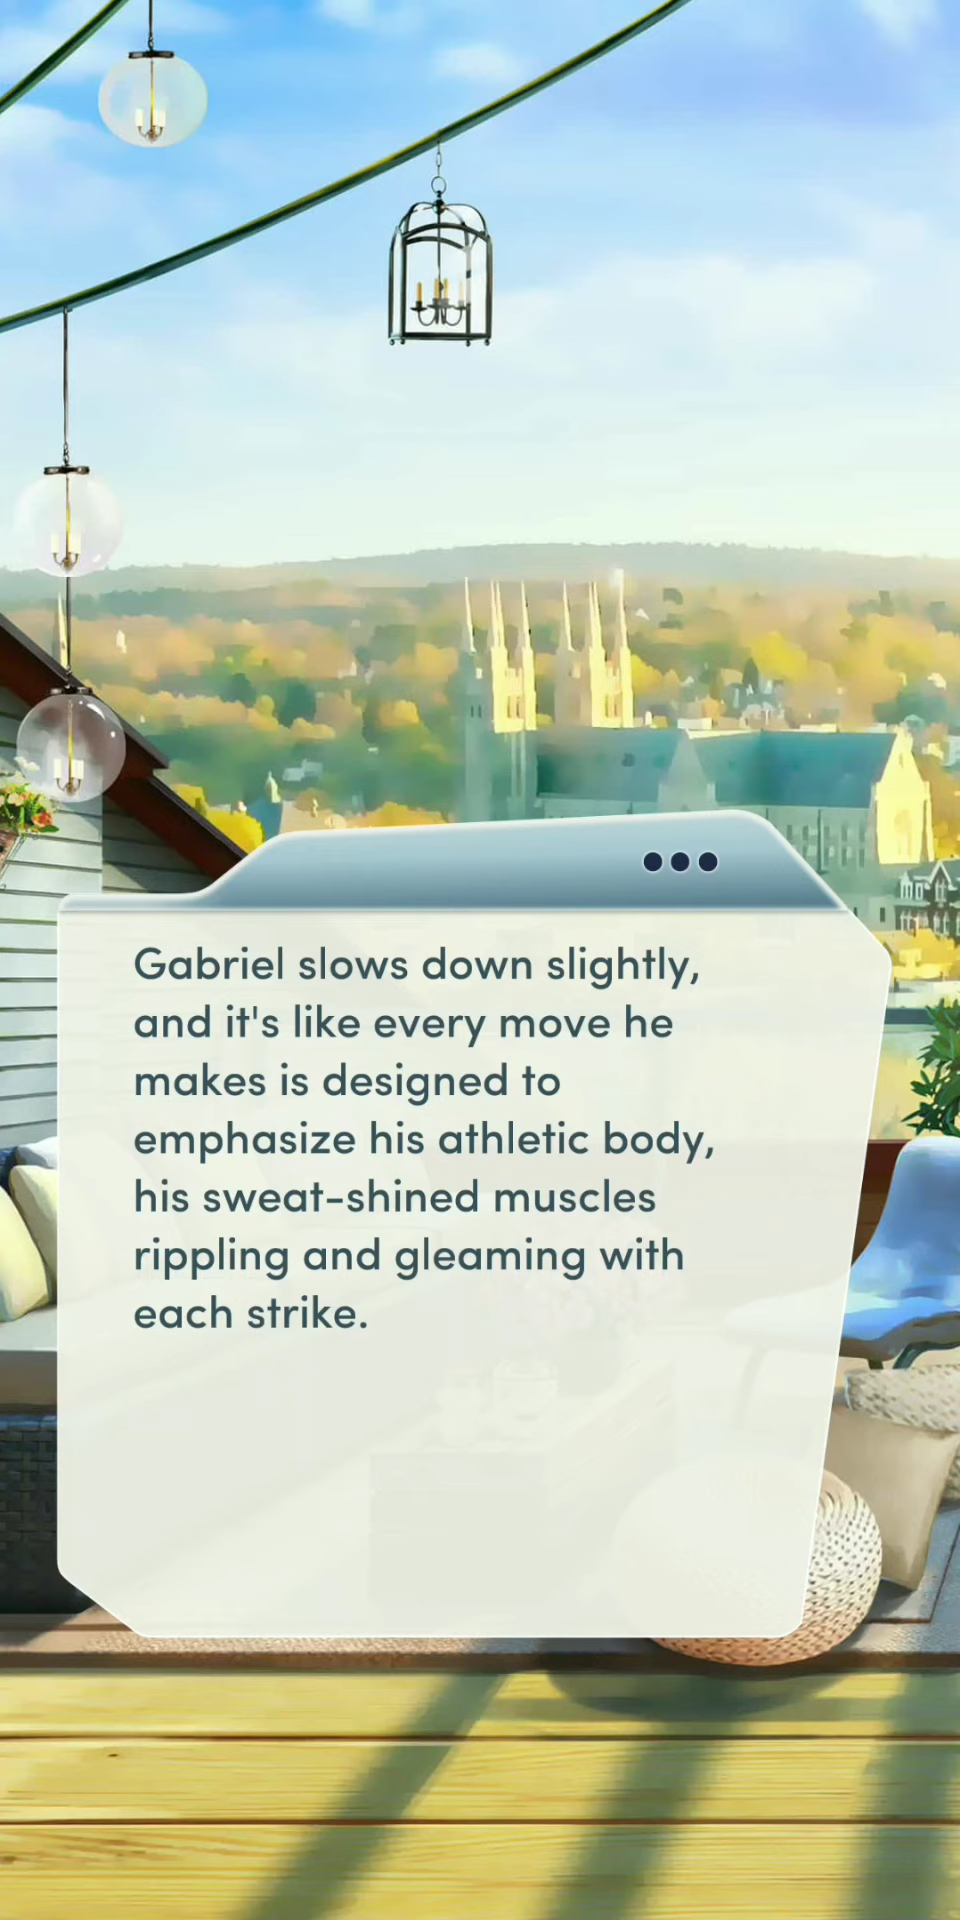 Gabriel slows down slightly,
and it's like every move he
makes is designed to
emphasize his athletic body,
his sweat-shined muscles
rippling and gleaming with
each strike.